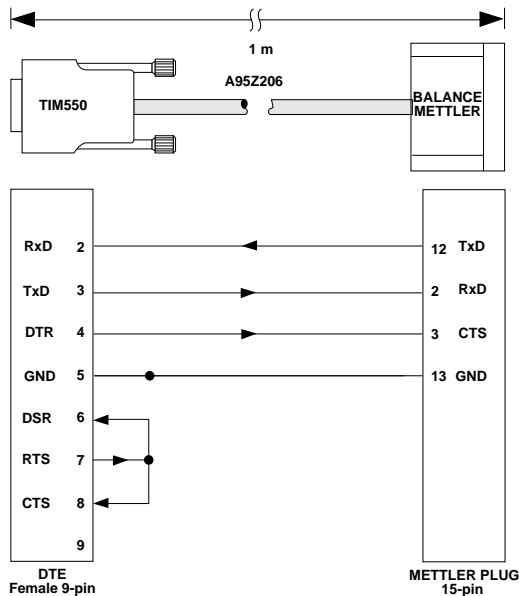 1 m
A95Z206
TIM550
BALANCE
METTLER
RxD 2
12 TxD
TxD 3
2 RxD
DTR 4
3 CTS
GND 5
13 GND
DSR 6
RTS 7
CTS 8
9
DTE
Female 9-pin
METTLER PLUG
15-pin